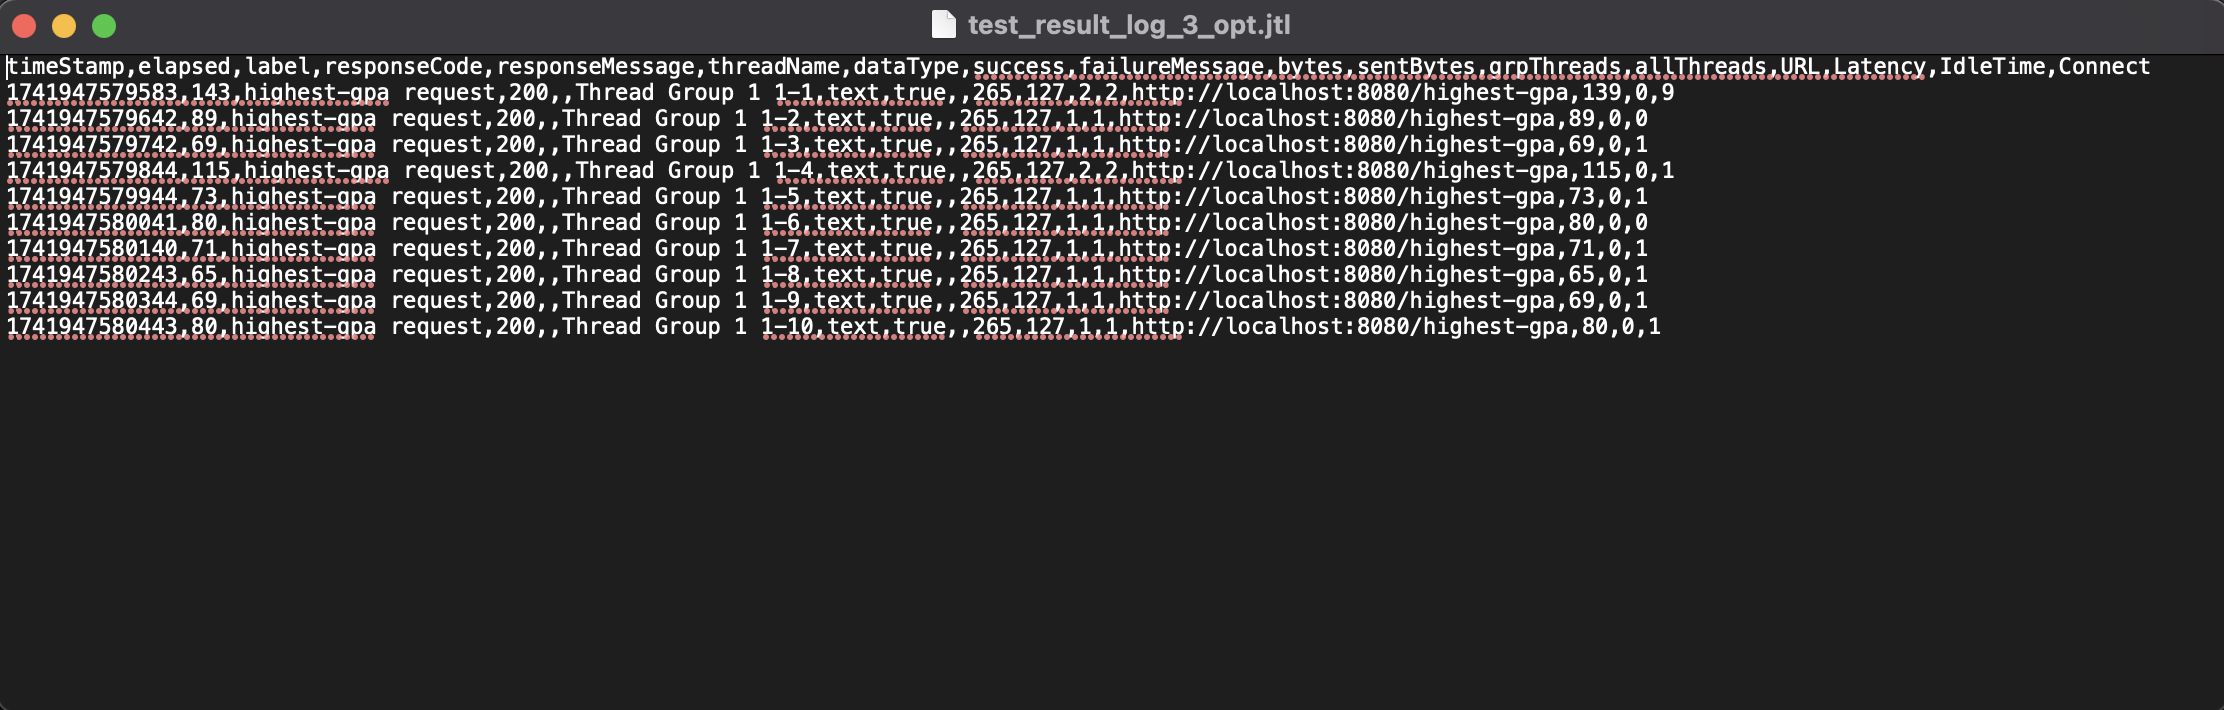 test_result_log_3_opt.jtl
timeStamp,elapsed,label,responseCode,responseMessage,threadName,dataType,success,failureMessage,bytes,sentBytes,grpThreads,allThreads,URL,Latency,IdleTime,Connect
1741947579583,143,highest-gpa request,200,,Thread Group 1 1-1,text,true,,265,127,2,2,http://localhost:8080/highest-gpa,139,0,9
1741947579642,89,highest-gpa request,200,,Thread Group 1 1-2,text,true,,265,127,1,1,http://localhost:8080/highest-gpa,89,0,0
1741947579742,69,highest-gpa request,200,,Thread Group 1 1-3,text,true,,265,127,1,1,http://localhost:8080/highest-gpa,69,0,1
1741947579844,115,highest-gpa request,200,,Thread Group 1 1-4,text,true,,265,127,2,2,http://localhost:8080/highest-gpa,115,0,1
1741947579944,73,highest-gpa request,200,,Thread Group 1 1-5,text,true,,265,127,1,1,http://localhost:8080/highest-gpa,73,0,1
1741947580041,80,highest-gpa request,200,,Thread Group 1 1-6,text,true,,265,127,1,1,http://localhost:8080/highest-gpa,80,0,0
1741947580140,71,highest-gpa request,200,,Thread Group 1 1-7,text,true,,265,127,1,1,http://localhost:8080/highest-gpa,71,0,1
1741947580243,65,highest-gpa request,200,,Thread Group 1 1-8,text,true,,265,127,1,1,http://localhost:8080/highest-gpa,65,0,1
1741947580344,69,highest-gpa request,200,,Thread Group 1 1-9,text,true,,265,127,1,1,http://localhost:8080/highest-gpa,69,0,1
1741947580443,80,highest-gpa request,200,,Thread Group 1 1-10,text,true,,265,127,1,1,http://localhost:8080/highest-gpa,80,0,1